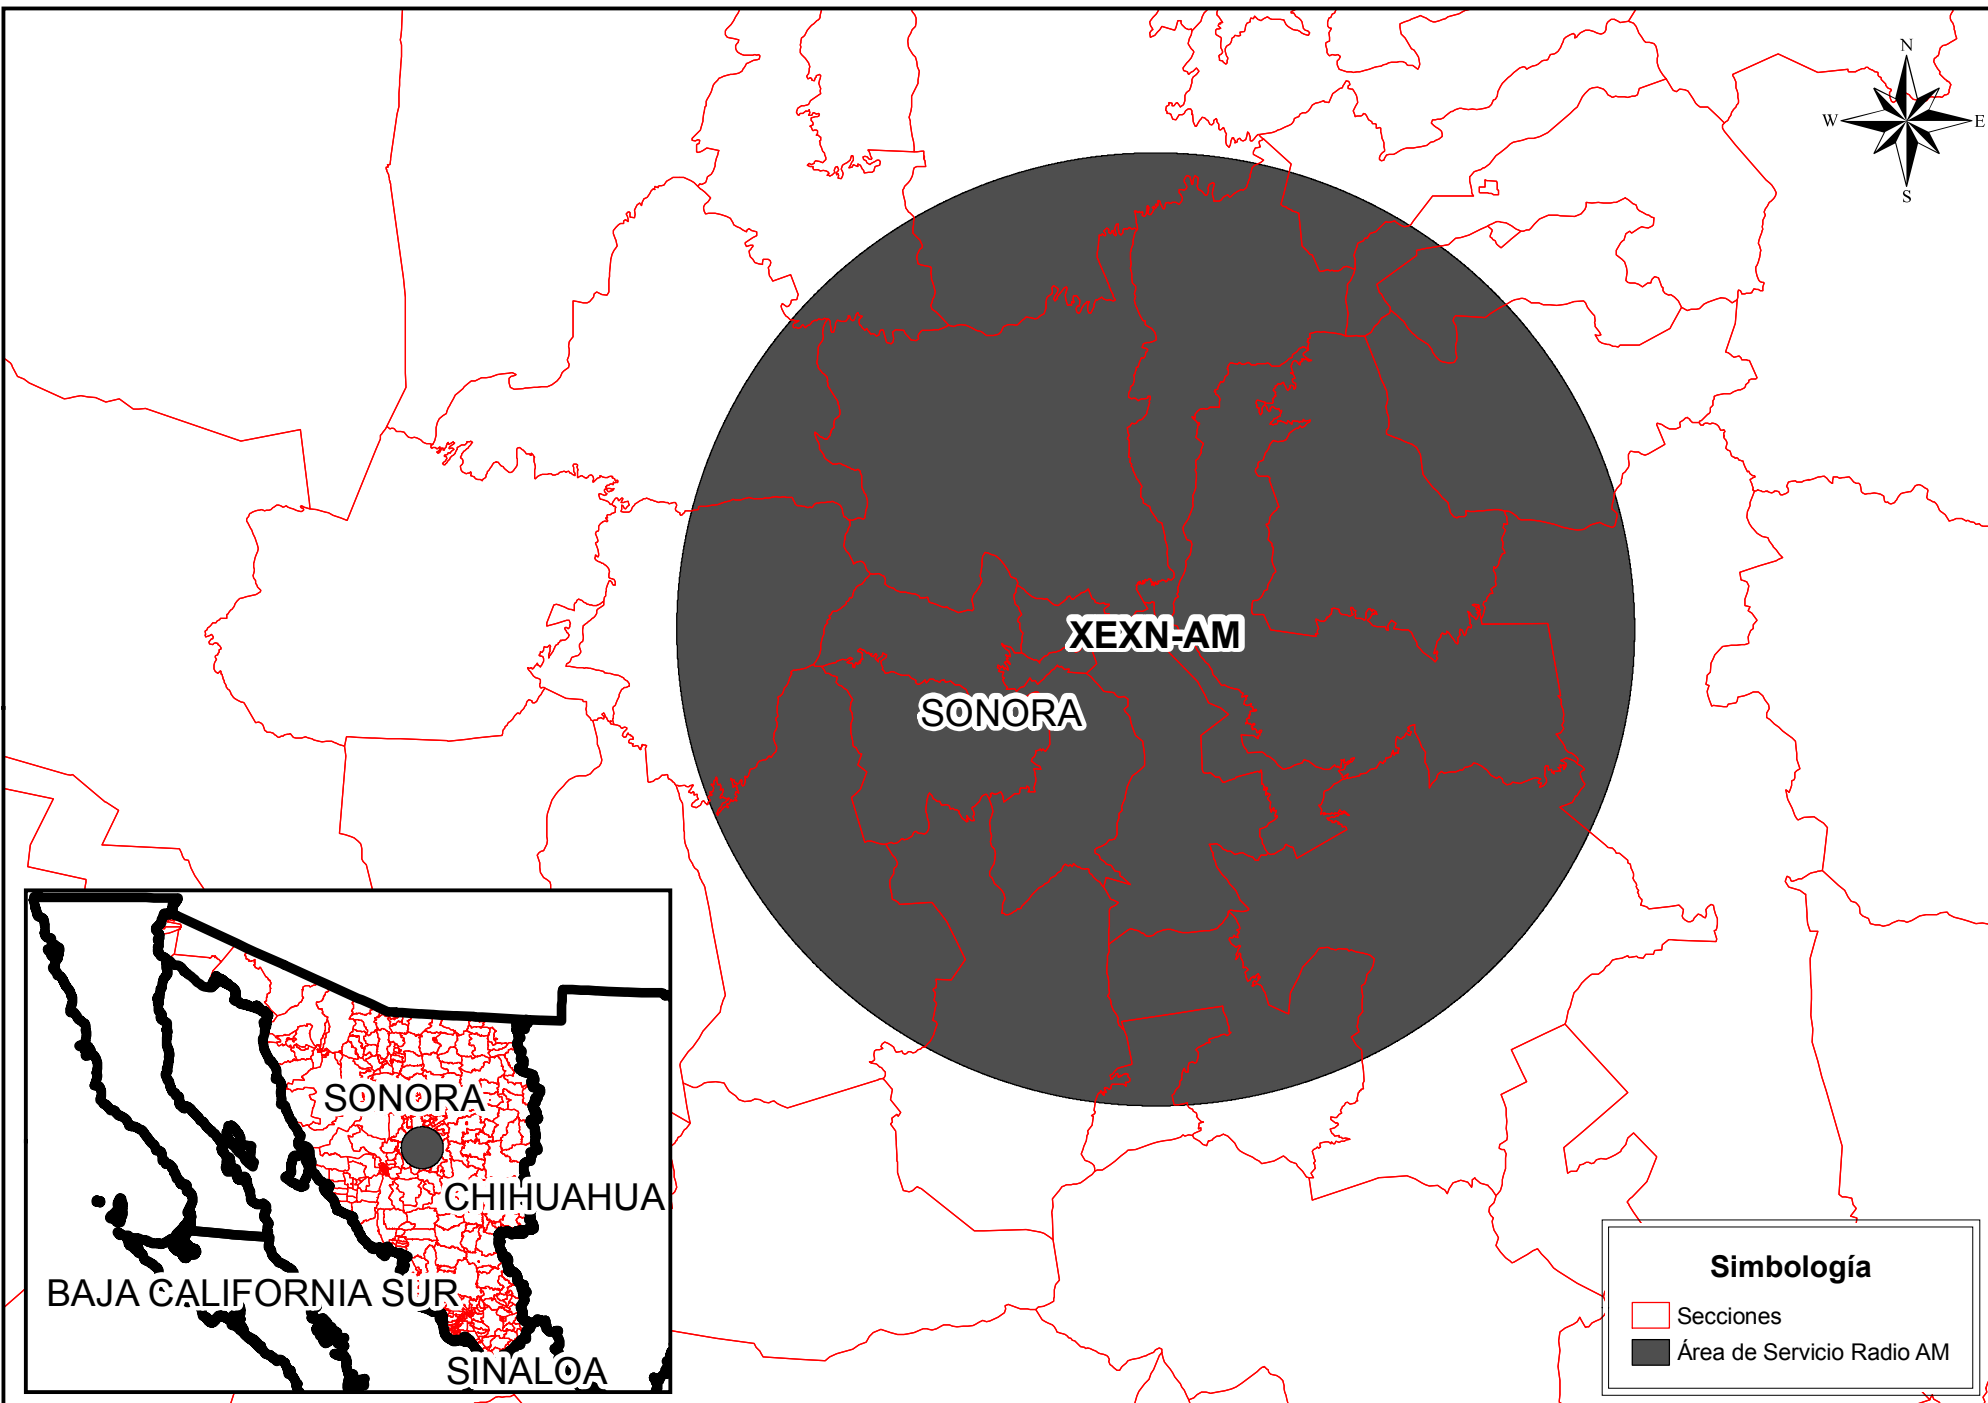 N
W
E
S
XEXN-AM
SONORA
SONORA
CHIHUAHUA
BAJA CALIFORNIA SUR
SINALOA
Simbología
Secciones
Área de Servicio Radio AM